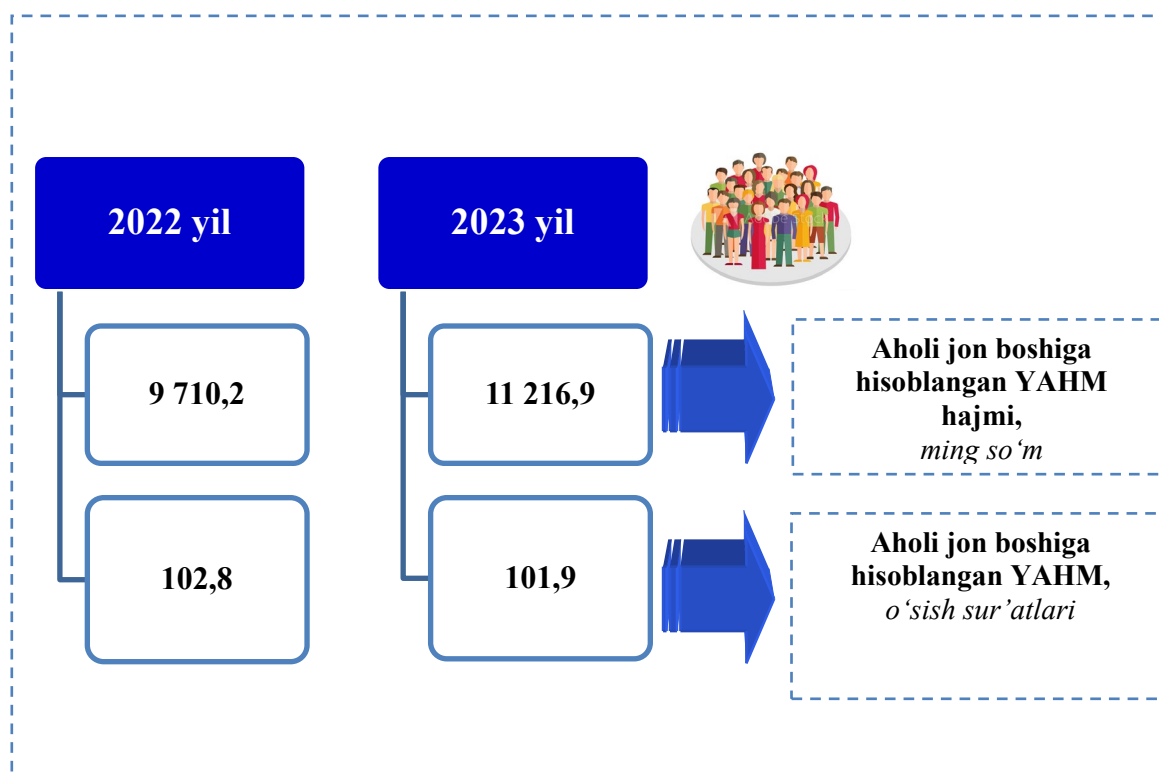 2022 yil
2023 yil
9 710,2
11 216,9
Aholi jon boshiga
hisoblangan YAHM
hajmi,
ming so‘m
102,8
101,9
Aholi jon boshiga
hisoblangan YAHM,
o‘sish sur’atlari